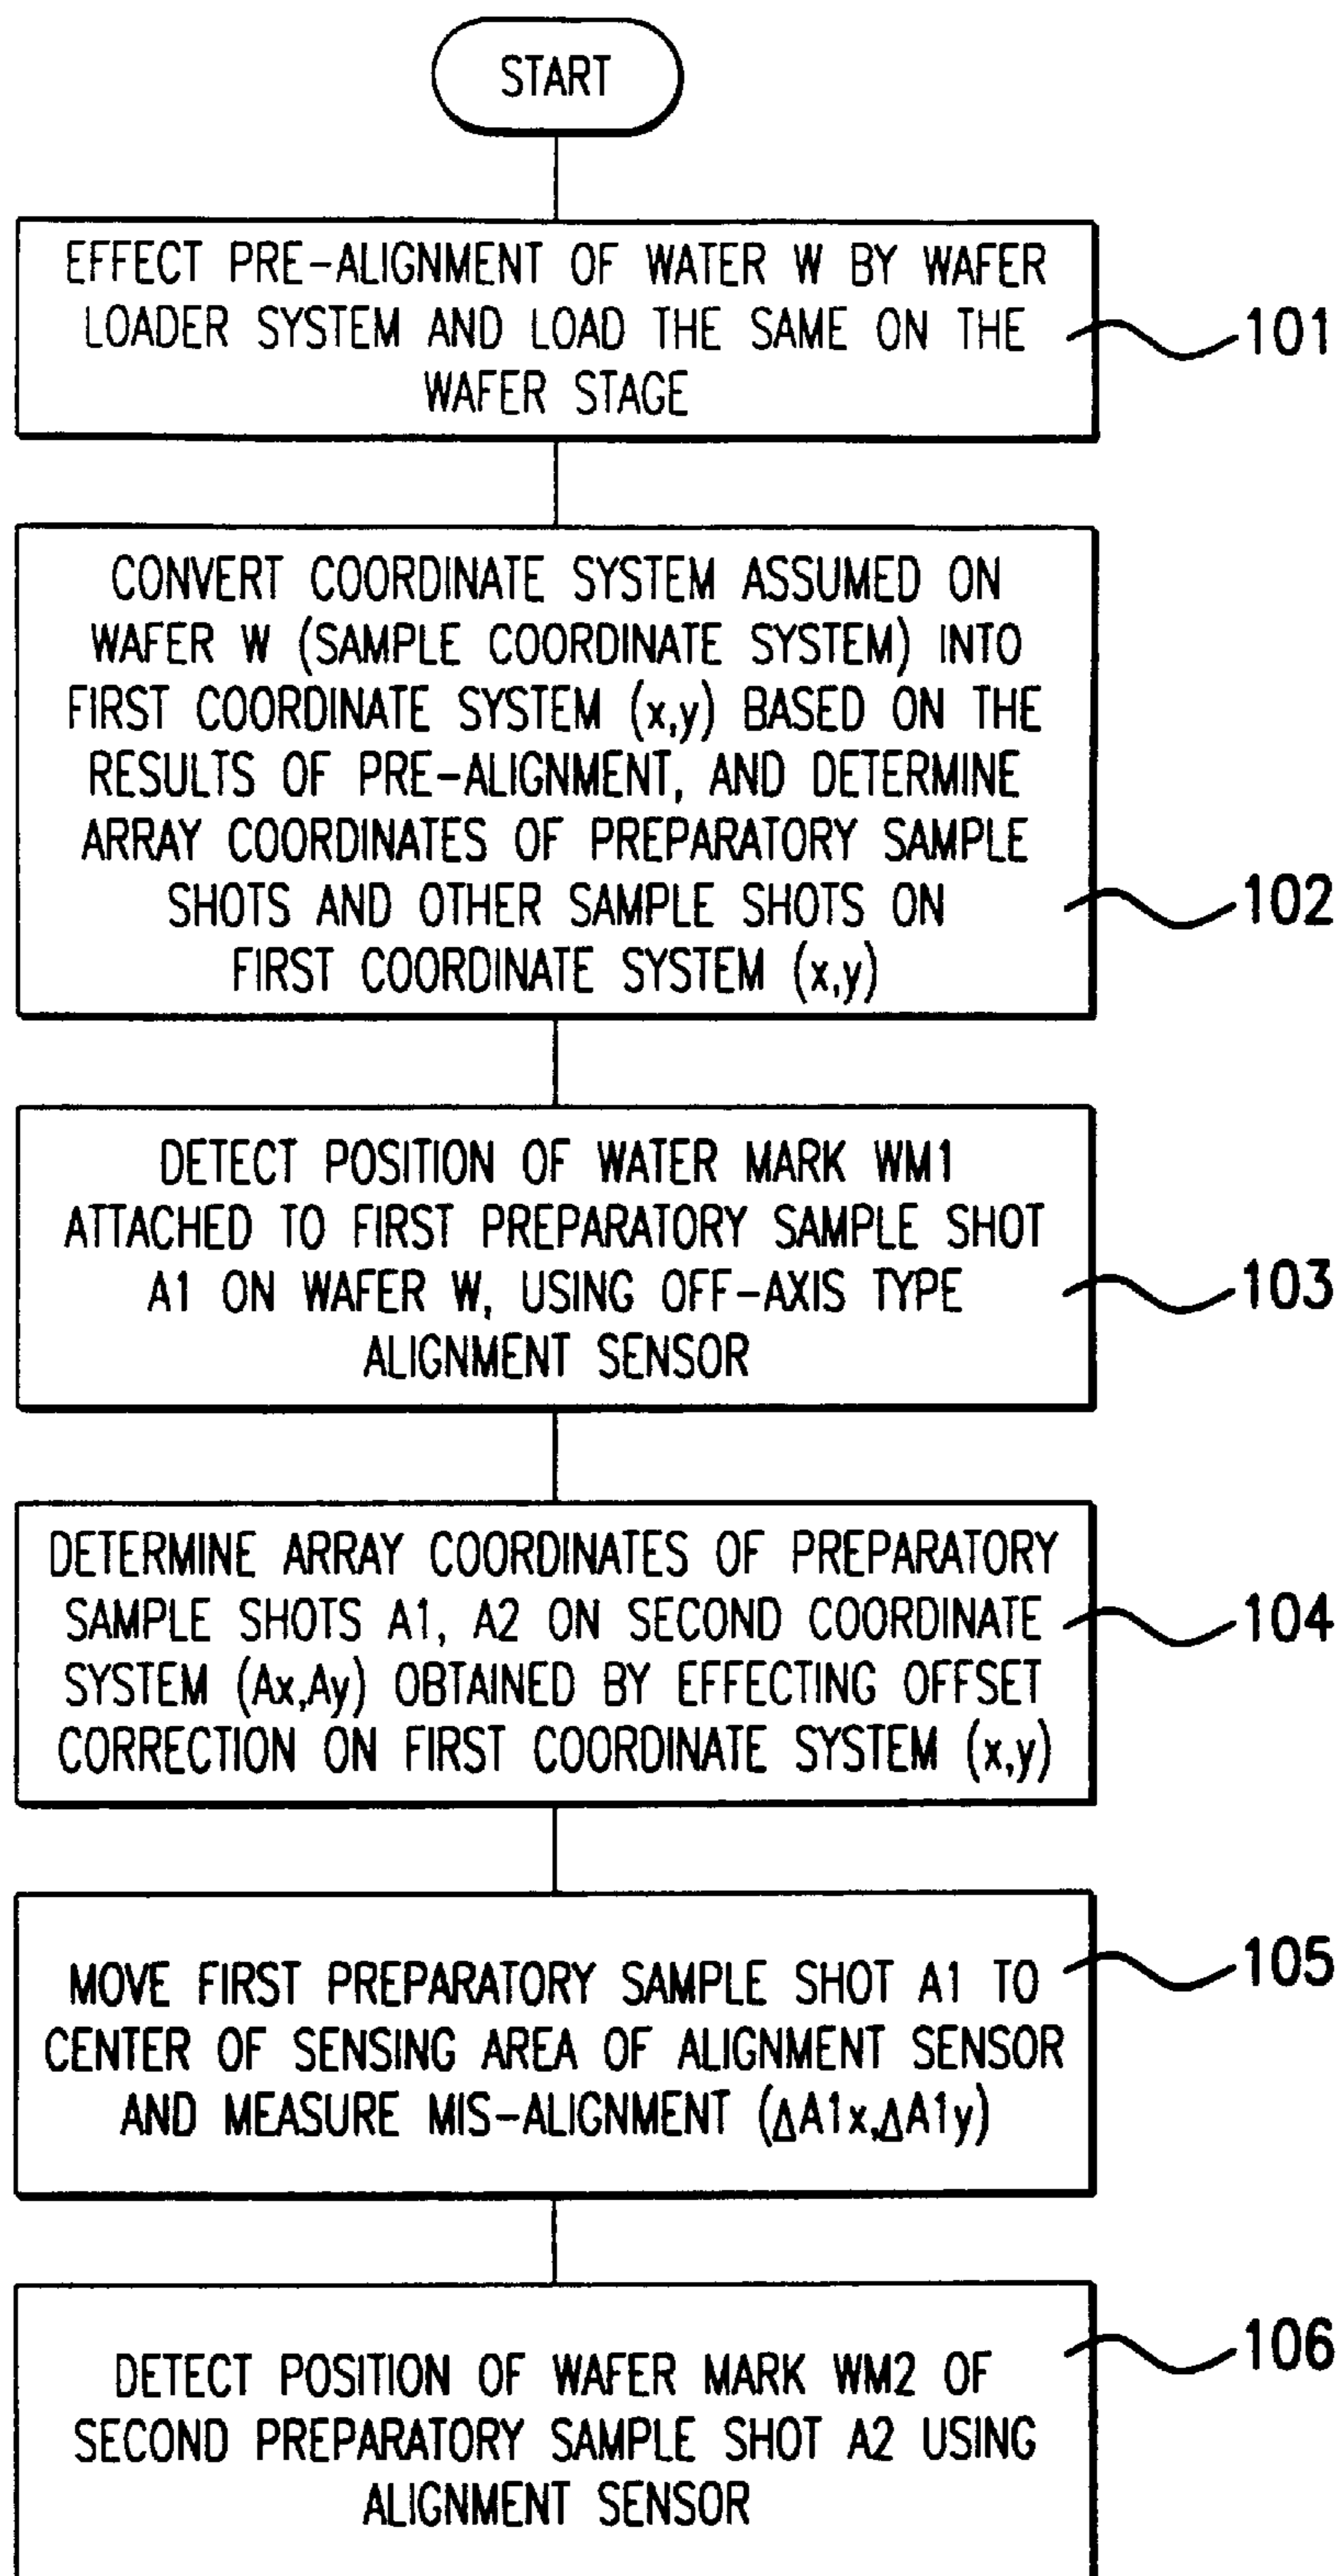 START
EFFECT PRE-ALIGNMENT OF WATER W BY WAFER
LOADER SYSTEM AND LOAD THE SAME ON THE
WAFER STAGE
101
CONVERT COORDINATE SYSTEM ASSUMED ON
WAFER W (SAMPLE COORDINATE SYSTEM) INTO
FIRST COORDINATE SYSTEM (x,y) BASED ON THE
RESULTS OF PRE-ALIGNMENT, AND DETERMINE
ARRAY COORDINATES OF PREPARATORY SAMPLE
SHOTS AND OTHER SAMPLE SHOTS ON
FIRST COORDINATE SYSTEM (x,y)
102
DETECT POSITION OF WATER MARK WM1
ATTACHED TO FIRST PREPARATORY SAMPLE SHOT
A1 ON WAFER W, USING OFF-AXIS TYPE
ALIGNMENT SENSOR
103
DETERMINE ARRAY COORDINATES OF PREPARATORY
SAMPLE SHOTS A1, A2 ON SECOND COORDINATE
SYSTEM (Ax,Ay) OBTAINED BY EFFECTING OFFSET
CORRECTION ON FIRST COORDINATE SYSTEM (x,y)
104
MOVE FIRST PREPARATORY SAMPLE SHOT A1 TO
CENTER OF SENSING AREA OF ALIGNMENT SENSOR
AND MEASURE MIS-ALIGNMENT (ΔA1x,ΔA1y)
105
DETECT POSITION OF WAFER MARK WM2 OF
SECOND PREPARATORY SAMPLE SHOT A2 USING
ALIGNMENT SENSOR
106